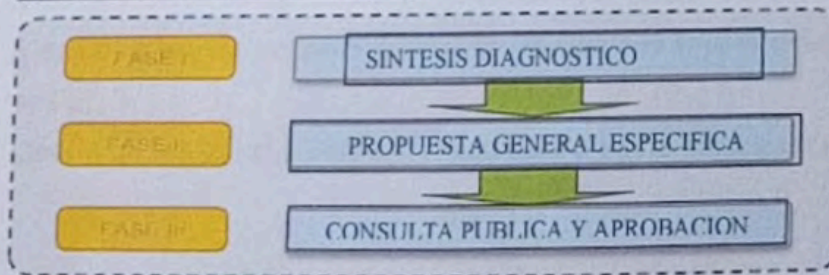 FASE I
SINTESIS DIAGNOSTICO
FASE II
PROPUESTA GENERAL ESPECIFICA
FASE III
CONSULTA PUBLICA Y APROBACION